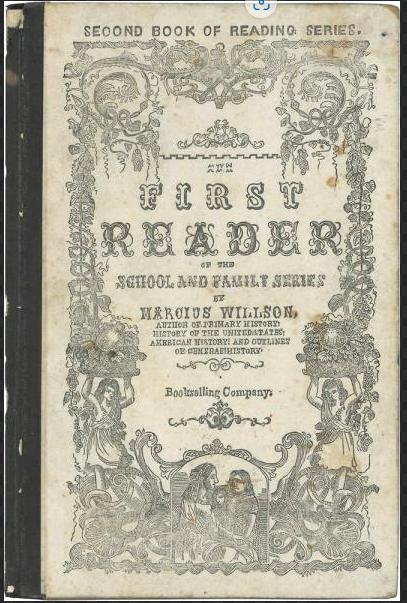 SECOND BOOK OF READING SERIES.
THE
FIRST
READER
OF THE
SCHOOL AND FAMILY SERIES
BY
MARCIUS WILLSON,
AUTHOR OF PRIMARY HISTORY;
HISTORY OF THE UNITED STATES;
AMERICAN HISTORY; AND OUTLINES
OF GENERAL HISTORY.
Bookselling Company.